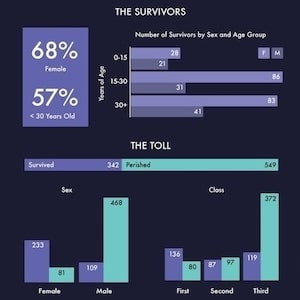 THE SURVIVORS
68%
Female
57%
< 30 Years Old
Number of Survivors by Sex and Age Group
Years of Age
0-15
28
21
F M
15-30
86
31
30+
83
41
THE TOLL
Survived 342 Perished 549
Sex
233
81
109
468
Female Male
Class
136
80
87
97
119
372
First Second Third